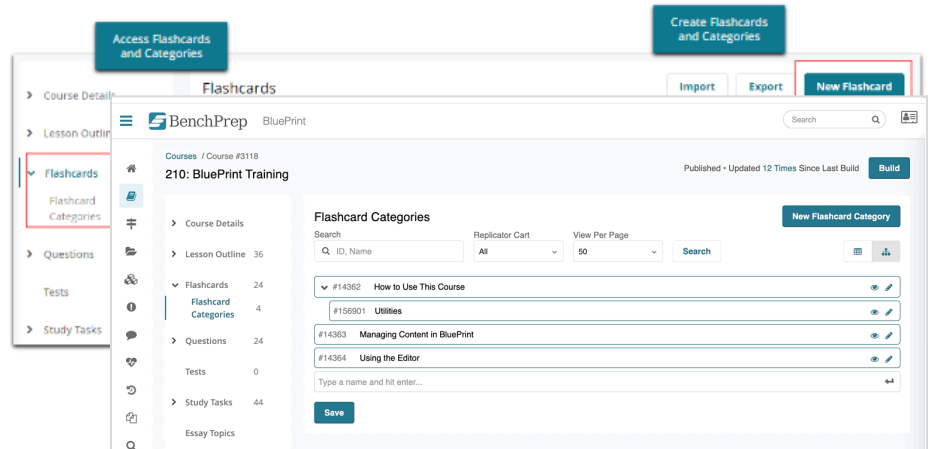 Access Flashcards
and Categories
Create Flashcards
and Categories
Flashcards
Import
Export
New Flashcard
Course Details
Lesson Outlin
Flashcards
Flashcard
Categories
Questions
Tests
Study Tasks
BenchPrep BluePrint
Search
Courses / Course #3118
210: BluePrint Training
Published • Updated 12 Times Since Last Build
Build
Course Details
Lesson Outline 36
Flashcards 24
Flashcard
Categories 4
Questions 24
Tests 0
Study Tasks 44
Essay Topics
Flashcard Categories
New Flashcard Category
Search
Replicator Cart
View Per Page
ID, Name
All
50
Search
#14362 How to Use This Course
#156901 Utilities
#14363 Managing Content in BluePrint
#14364 Using the Editor
Type a name and hit enter...
Save